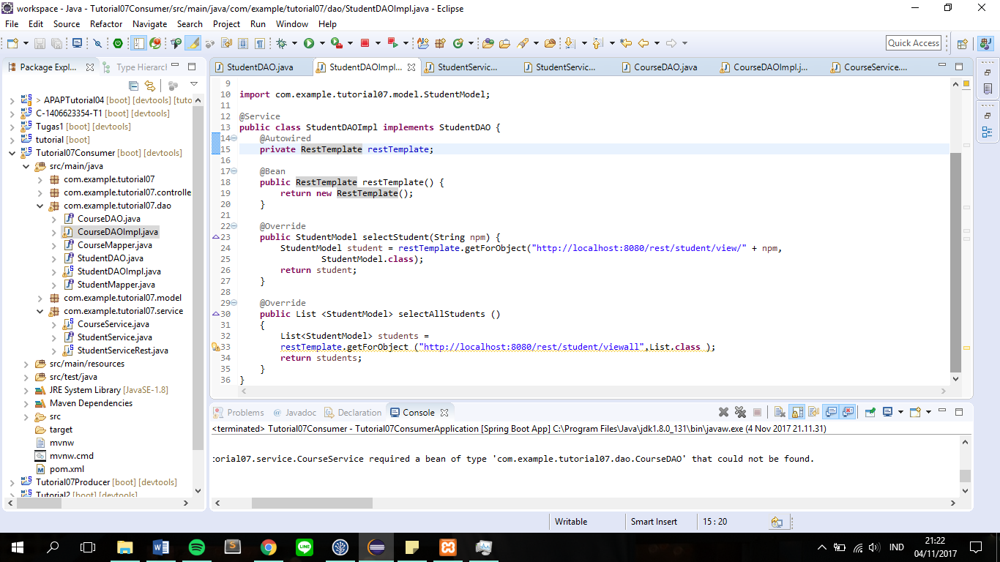 workspace - Java - Tutorial07Consumer/src/main/java/com/example/tutorial07/dao/StudentDAOImpl.java - Eclipse
File Edit Source Refactor Navigate Search Project Run Window Help
Quick Access
Package Expl... Type Hierarcl
> APAPTutorial04 [boot] [devtools] [tuto
C-1406623354-T1 [boot] [devtools]
Tugas1 [boot] [devtools]
tutorial [boot]
Tutorial07Consumer [boot] [devtools]
src/main/java
com.example.tutorial07
com.example.tutorial07.controlle
com.example.tutorial07.dao
CourseDAO.java
CourseDAOImpl.java
CourseMapper.java
StudentDAO.java
StudentDAOImpl.java
StudentMapper.java
com.example.tutorial07.model
com.example.tutorial07.service
CourseService.java
StudentService.java
StudentServiceRest.java
src/main/resources
src/test/java
JRE System Library [JavaSE-1.8]
Maven Dependencies
src
target
mvnw
mvnw.cmd
pom.xml
Tutorial07Producer [boot] [devtools]
Tutorial2 [boot] [devtools]
StudentDAO.java StudentDAOImpl... StudentServic... StudentServic... CourseDAO.java CourseDAOImpl.j... CourseService....
9
10 import com.example.tutorial07.model.StudentModel;
11
12 @Service
13 public class StudentDAOImpl implements StudentDAO {
14 @Autowired
15 private RestTemplate restTemplate;
16
17 @Bean
18 public RestTemplate restTemplate() {
19 return new RestTemplate();
20 }
21
22 @Override
23 public StudentModel selectStudent(String npm) {
24 StudentModel student = restTemplate.getForObject("http://localhost:8080/rest/student/view/" + npm,
25 StudentModel.class);
26 return student;
27 }
28
29 @Override
30 public List <StudentModel> selectAllStudents ()
31 {
32 List<StudentModel> students =
33 restTemplate.getForObject ("http://localhost:8080/rest/student/viewall",List.class );
34 return students;
35 }
36 }
Problems Javadoc Declaration Console
<terminated> Tutorial07Consumer - Tutorial07ConsumerApplication [Spring Boot App] C:\Program Files\Java\jdk1.8.0_131\bin\javaw.exe (4 Nov 2017 21.11.31)
:orial07.service.CourseService required a bean of type 'com.example.tutorial07.dao.CourseDAO' that could not be found.
Writable Smart Insert 15 : 20
IND 21:22
04/11/2017